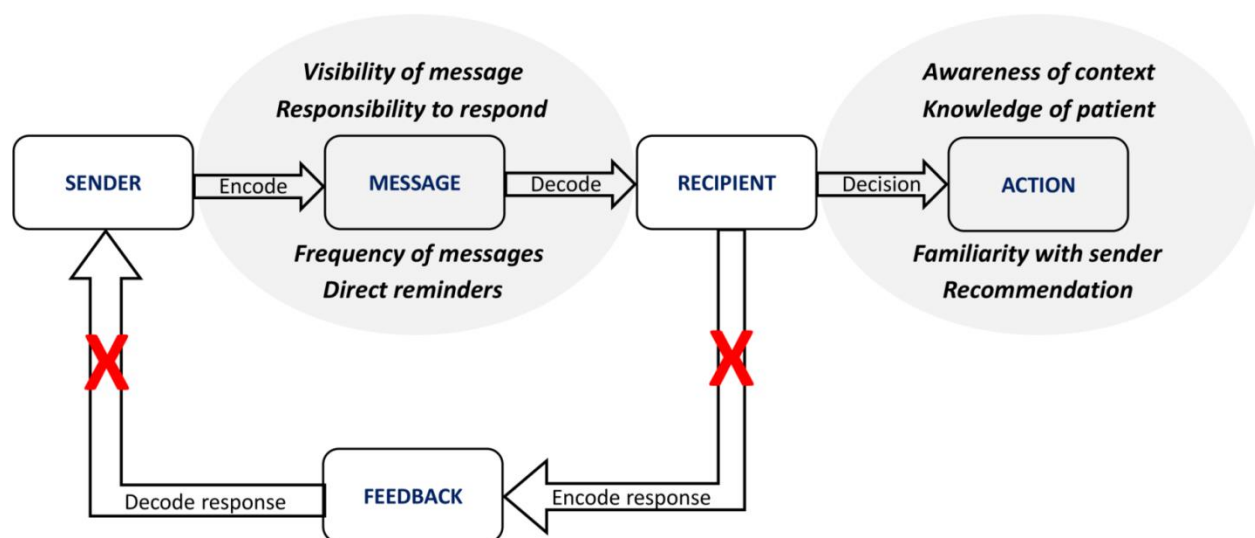 Visibility of message
Responsibility to respond
Awareness of context
Knowledge of patient
SENDER
Encode
MESSAGE
Decode
RECIPIENT
Decision
ACTION
Frequency of messages
Direct reminders
Familiarity with sender
Recommendation
X
X
Decode response
FEEDBACK
Encode response